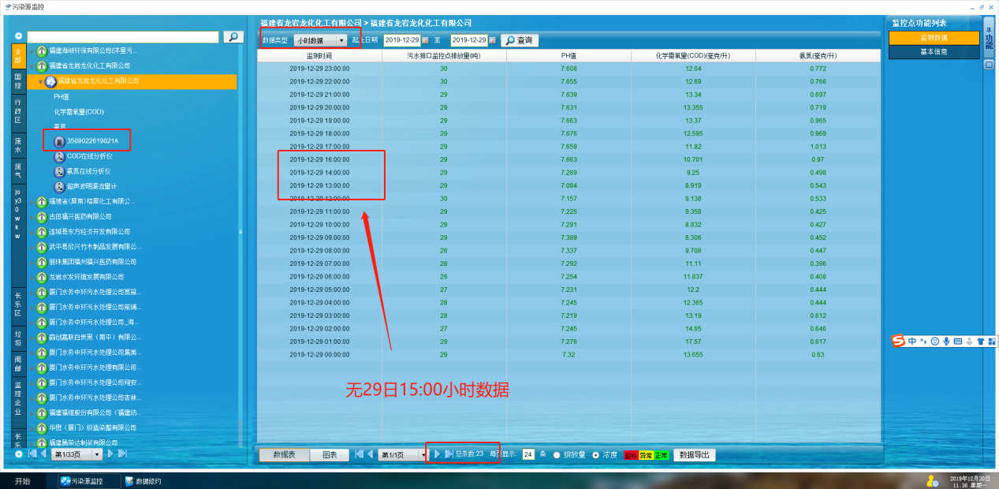 污染源监控
福建省龙岩龙化化工有限公司 > 福建省龙岩龙化化工有限公司
监控点功能列表
数据类型 小时数据 起止日期 2019-12-29 至 2019-12-29 查询
监测数据
基本信息
功能
全部
国控
行政区
废水
废气
joy30wkw
长乐区
垃圾
闽邮
监控企业
长乐
福建海峡环保有限公司(洋里污...
福建省龙岩龙化化工有限公司
福建省龙岩龙化化工有限公司
PH值
化学需氧量(COD)
氨氮
3508022619021A
COD在线分析仪
氨氮在线分析仪
超声波明渠流量计
福建省(屏南)榕屏化工有限公...
古田福兴医药有限公司
连城县东方经济开发有限公司
武平县欣兴竹木制品发展有限公...
丽珠集团福州福兴医药有限公司
龙岩水发环境发展有限公司
厦门水务中环污水处理公司筼筜...
厦门水务中环污水处理公司前埔...
厦门水务中环污水处理公司_海...
嘉创嘉联白炭黑（南平）有限公...
厦门水务中环污水处理公司集美...
厦门水务中环污水处理有限公司...
厦门水务中环污水处理公司翔安...
厦门水务中环污水处理公司杏林...
福建福维股份有限公司（福建纺...
华懋（厦门）织造染整有限公司
福建腾荣达制浆有限公司
第1/33页
监测时间 污水排口监控点排放量(吨) PH值 化学需氧量(COD)(毫克/升) 氨氮(毫克/升)
2019-12-29 23:00:00 30 7.608 12.04 0.772
2019-12-29 22:00:00 30 7.655 12.69 0.766
2019-12-29 21:00:00 29 7.639 13.34 0.697
2019-12-29 20:00:00 29 7.631 13.355 0.719
2019-12-29 19:00:00 29 7.663 13.37 0.965
2019-12-29 18:00:00 29 7.676 12.595 0.969
2019-12-29 17:00:00 29 7.659 11.82 1.013
2019-12-29 16:00:00 29 7.663 10.701 0.97
2019-12-29 14:00:00 29 7.289 9.25 0.498
2019-12-29 13:00:00 29 7.084 8.919 0.543
2019-12-29 12:00:00 30 7.157 9.138 0.533
2019-12-29 11:00:00 29 7.225 9.358 0.425
2019-12-29 10:00:00 29 7.291 8.832 0.427
2019-12-29 09:00:00 29 7.389 8.306 0.452
2019-12-29 08:00:00 28 7.337 9.708 0.447
2019-12-29 07:00:00 28 7.292 11.11 0.396
2019-12-29 06:00:00 26 7.254 11.837 0.408
2019-12-29 05:00:00 27 7.231 12.2 0.444
2019-12-29 04:00:00 28 7.245 12.365 0.444
2019-12-29 03:00:00 28 7.219 13.19 0.612
2019-12-29 02:00:00 27 7.245 14.65 0.646
2019-12-29 01:00:00 29 7.276 17.57 0.617
2019-12-29 00:00:00 29 7.32 13.655 0.63
无29日15:00小时数据
中
数据表 图表 第1/1页 总条数:23 每页显示: 24 条 排放量 浓度 超标 异常 正常 数据导出
开始 污染源监控 数据修约
2019年12月30日
11:36 星期一